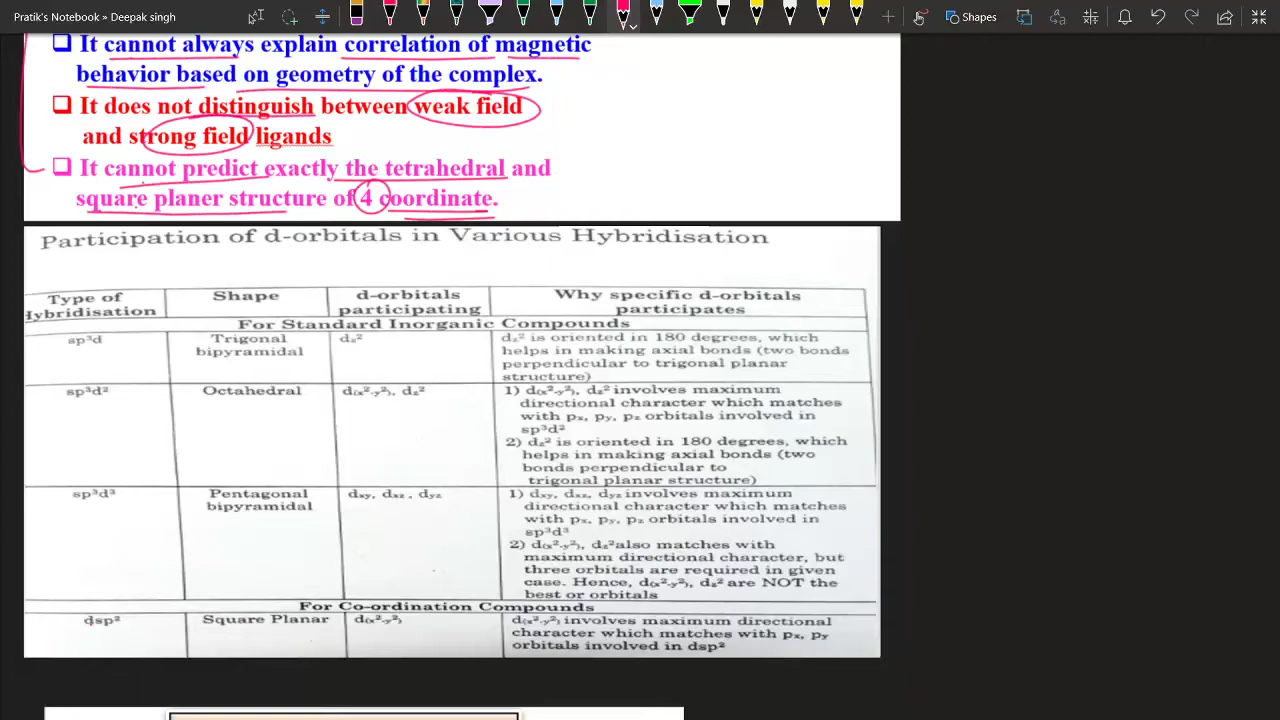 Pratik's Notebook » Deepak singh
Shapes
It cannot always explain correlation of magnetic
behavior based on geometry of the complex.
It does not distinguish between weak field
and strong field ligands
It cannot predict exactly the tetrahedral and
square planer structure of 4 coordinate.
Participation of d-orbitals in Various Hybridisation
Type of
Hybridisation
Shape
d-orbitals
participating
Why specific d-orbitals
participates
For Standard Inorganic Compounds
sp³d
Trigonal
bipyramidal
dz²
dz² is oriented in 180 degrees, which
helps in making axial bonds (two bonds
perpendicular to trigonal planar
structure)
sp³d²
Octahedral
d(x²-y²), dz²
1) d(x²-y²), dz² involves maximum
directional character which matches
with px, py, pz orbitals involved in
sp³d²
2) dz² is oriented in 180 degrees, which
helps in making axial bonds (two
bonds perpendicular to
trigonal planar structure)
sp³d³
Pentagonal
bipyramidal
dxy, dxz, dyz
1) dxy, dxz, dyz involves maximum
directional character which matches
with px, py, pz orbitals involved in
sp³d³
2) d(x²-y²), dz² also matches with
maximum directional character, but
three orbitals are required in given
case. Hence, d(x²-y²), dz² are NOT the
best or orbitals
For Co-ordination Compounds
dsp²
Square Planar
d(x²-y²)
d(x²-y²) involves maximum directional
character which matches with px, py
orbitals involved in dsp²